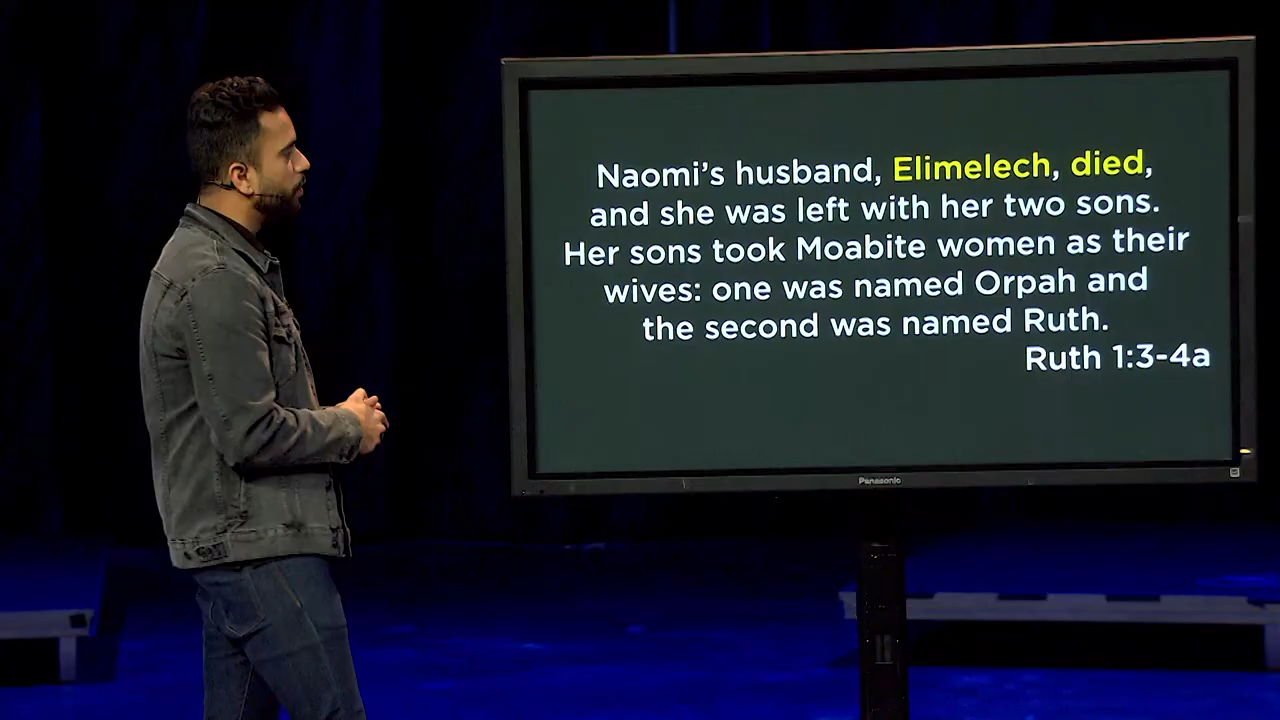 Naomi’s husband, Elimelech, died,
and she was left with her two sons.
Her sons took Moabite women as their
wives: one was named Orpah and
the second was named Ruth.
Ruth 1:3-4a
Panasonic